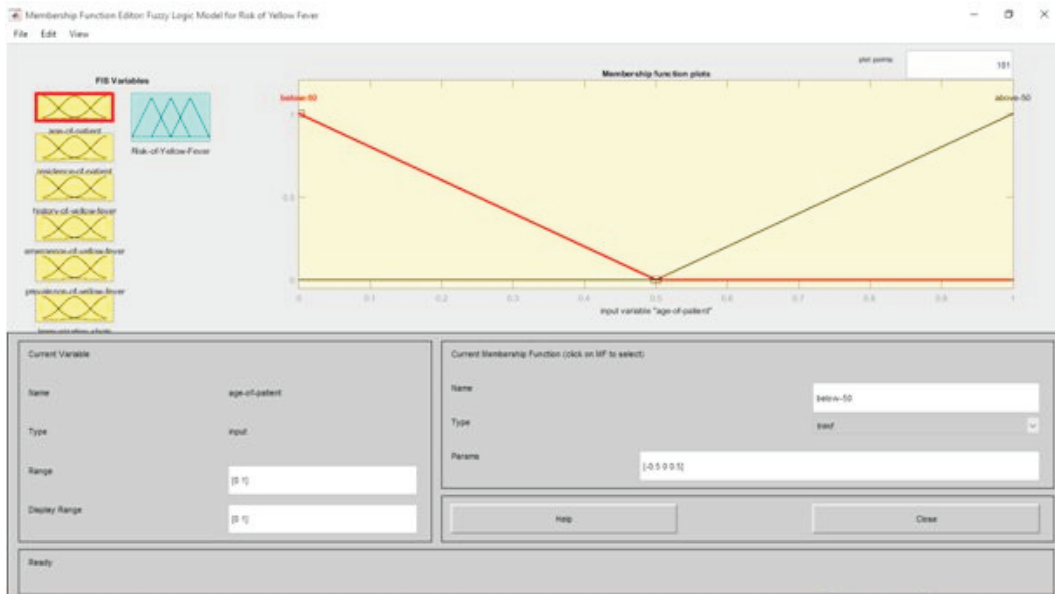 Membership Function Editor: Fuzzy Logic Model for Risk of Yellow Fever
File Edit View
FIS Variables
age-of-patient
residence-of-patient
history-of-yellow-fever
prevalence-of-yellow-fever
Risk-of-Yellow-Fever
plot points:
181
Membership function plots
below-50
above-50
1
0.5
0
0 0.1 0.2 0.3 0.4 0.5 0.6 0.7 0.8 0.9 1
input variable "age-of-patient"
Current Variable
Name age-of-patient
Type input
Range [0 1]
Display Range [0 1]
Current Membership Function (click on MF to select)
Name below-50
Type trimf
Params [-0.5 0 0.5]
Help Close
Ready